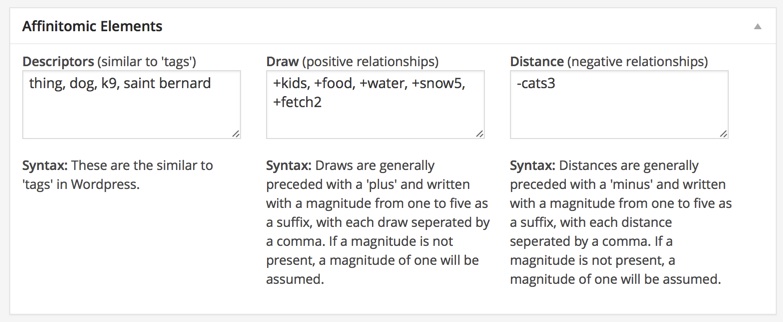 Affinitomic Elements
Descriptors (similar to 'tags')
thing, dog, k9, saint bernard
Syntax: These are the similar to
'tags' in Wordpress.
Draw (positive relationships)
+kids, +food, +water, +snow5,
+fetch2
Syntax: Draws are generally
preceded with a 'plus' and written
with a magnitude from one to five as
a suffix, with each draw seperated by
a comma. If a magnitude is not
present, a magnitude of one will be
assumed.
Distance (negative relationships)
-cats3
Syntax: Distances are generally
preceded with a 'minus' and written
with a magnitude from one to five as
a suffix, with each distance
seperated by a comma. If a
magnitude is not present, a
magnitude of one will be assumed.